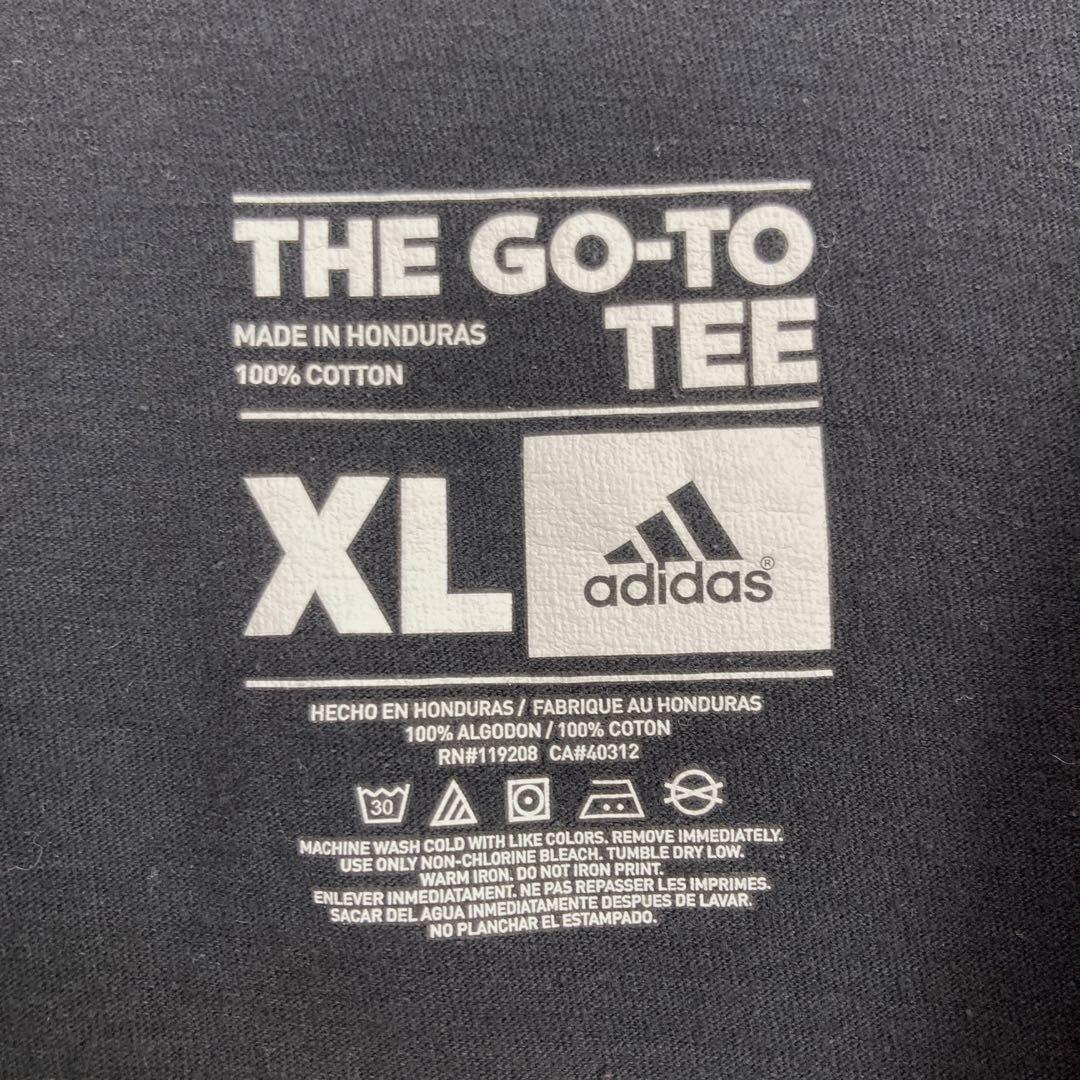 THE GO-TO
TEE
MADE IN HONDURAS
100% COTTON
XL
adidas®
HECHO EN HONDURAS / FABRIQUE AU HONDURAS
100% ALGODON / 100% COTON
RN#119208 CA#40312
30
MACHINE WASH COLD WITH LIKE COLORS. REMOVE IMMEDIATELY.
USE ONLY NON-CHLORINE BLEACH. TUMBLE DRY LOW.
WARM IRON. DO NOT IRON PRINT.
ENLEVER INMEDIATAMENT. NE PAS REPASSER LES IMPRIMES.
SACAR DEL AGUA INMEDIATAMENTE DESPUES DE LAVAR.
NO PLANCHAR EL ESTAMPADO.